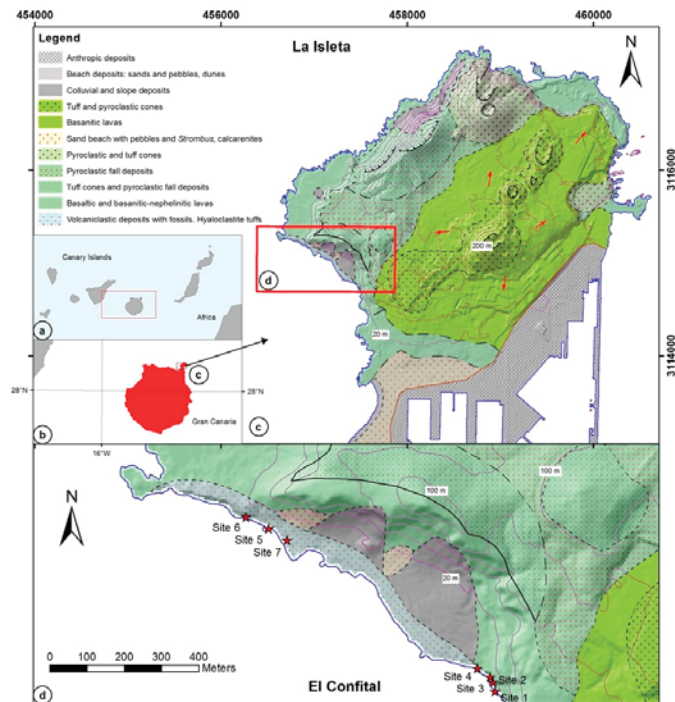 454000
456000
458000
460000
Legend
La Isleta
N
Anthropic deposits
Beach deposits: sands and pebbles, dunes
Colluvial and slope deposits
Tuff and pyroclastic cones
Basanitic lavas
Sand beach with pebbles and Strombus, calcarenites
Pyroclastic and tuff cones
Pyroclastic fall deposits
Tuff cones and pyroclastic fall deposits
Basaltic and basanitic-nephelinitic lavas
Volcaniclastic deposits with fossils. Hyaloclastite tuffs
3116000
200 m
d
Canary Islands
Africa
a
20 m
3114000
c
28°N
28°N
Gran Canaria
b
c
16°W
N
100 m
100 m
Site 6
Site 5
Site 7
20 m
0 100 200 300 400
Meters
Site 4
Site 2
Site 3
Site 1
El Confital
d